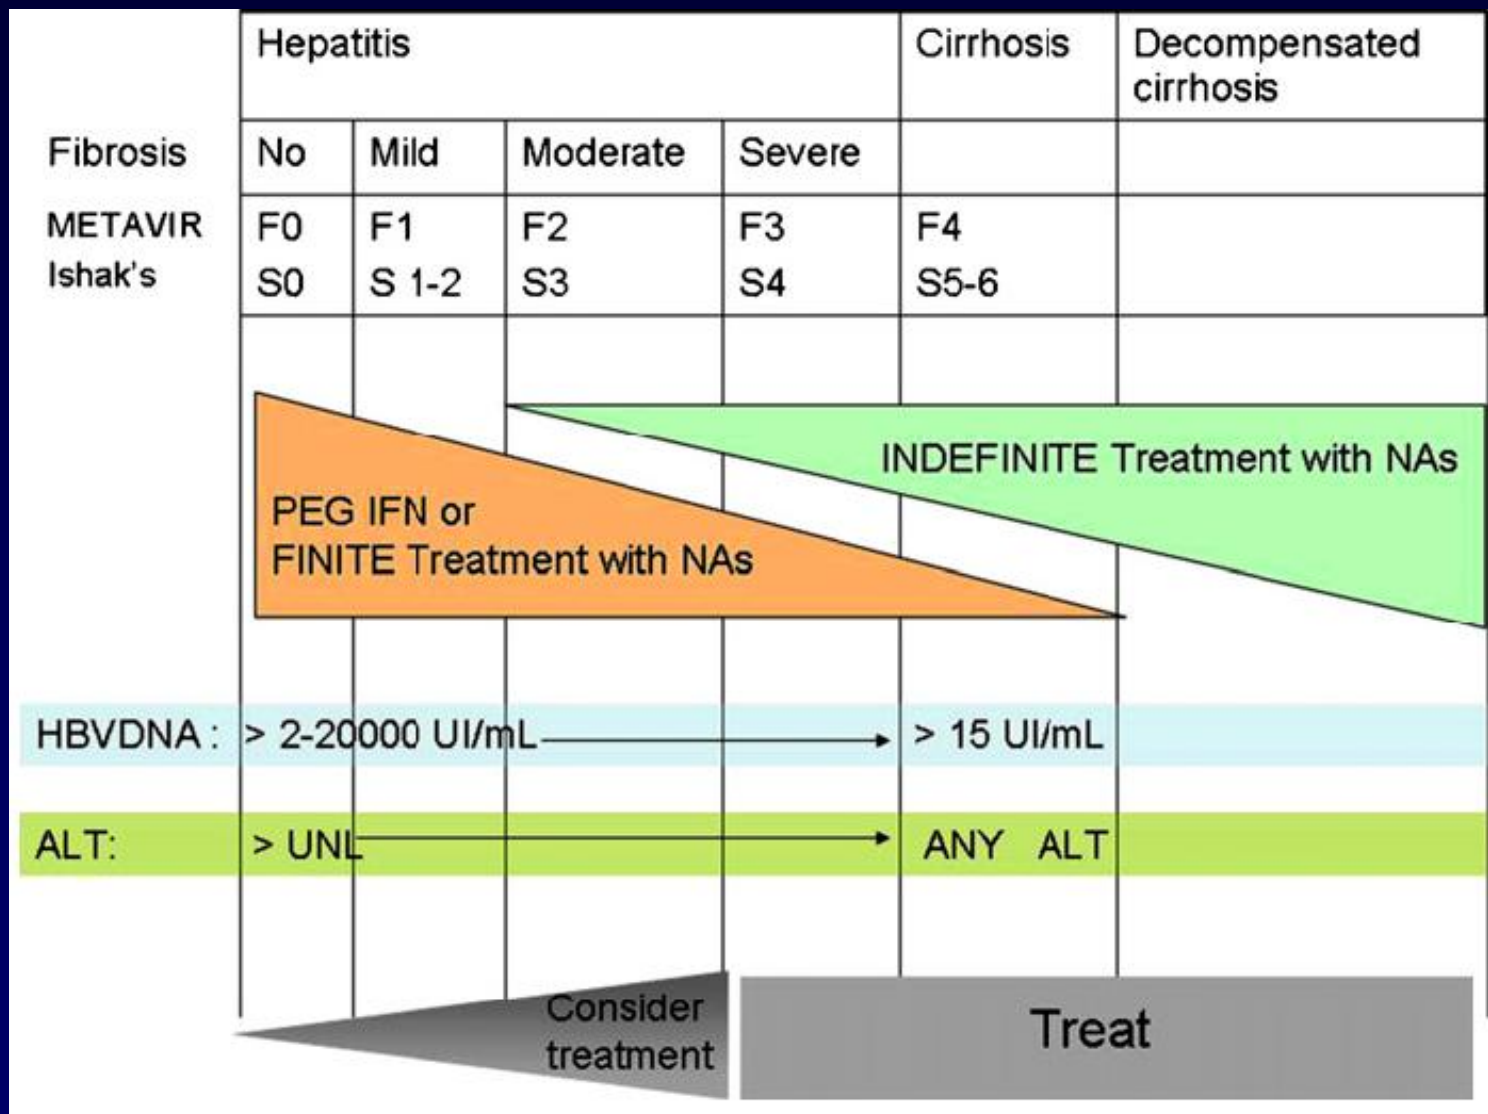 Hepatitis Cirrhosis Decompensated
cirrhosis
Fibrosis No Mild Moderate Severe
METAVIR F0 F1 F2 F3 F4
Ishak's S0 S 1-2 S3 S4 S5-6
INDEFINITE Treatment with NAs
PEG IFN or
FINITE Treatment with NAs
HBVDNA : > 2-20000 UI/mL > 15 UI/mL
ALT: > UNL ANY ALT
Consider
treatment
Treat